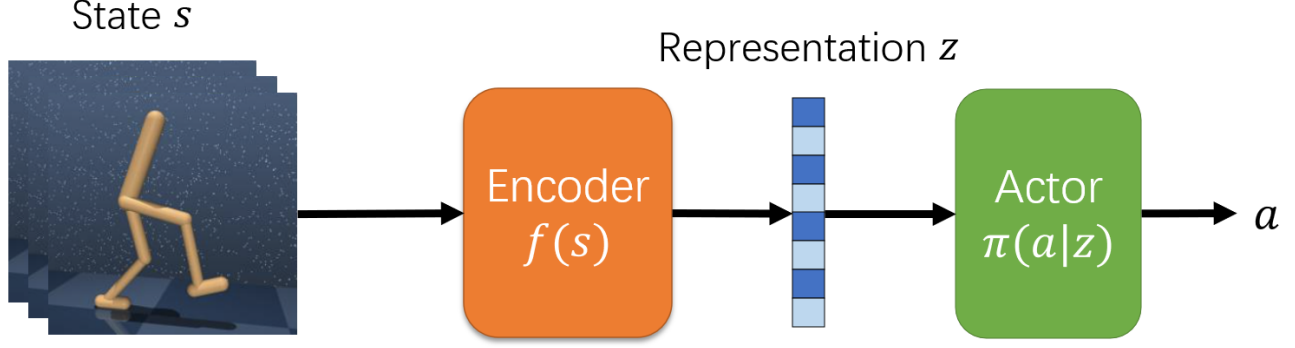 State s
Representation z
Encoder
f(s)
Actor
π(a|z)
a